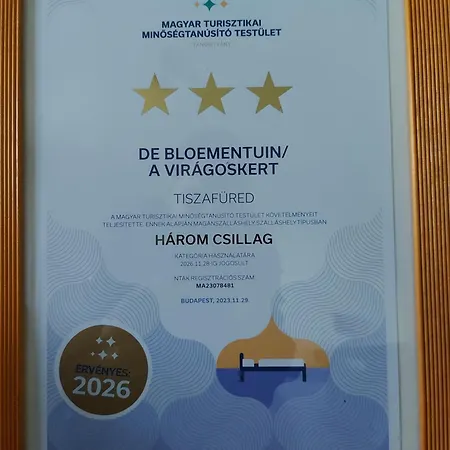 MAGYAR TURISZTIKAI
MINŐSÉGTANÚSÍTÓ TESTÜLET
DE BLOEMENTUIN/
A VIRÁGOSKERT
TISZAFÜRED
A MAGYAR TURISZTIKAI MINŐSÉGTANÚSÍTÓ TESTÜLET KÖVETELMÉNYEIT
TELJESÍTETTE, ENNEK ALAPJÁN MAGÁNSZÁLLÁSHELY SZÁLLÁSHELYTÍPUSBAN
HÁROM CSILLAG
KATEGÓRIA HASZNÁLATÁRA
2026.11.28-IG JOGOSULT.
NTAK REGISZTRÁCIÓS SZÁM:
MA23078481
BUDAPEST, 2023.11.29.
ÉRVÉNYES:
2026